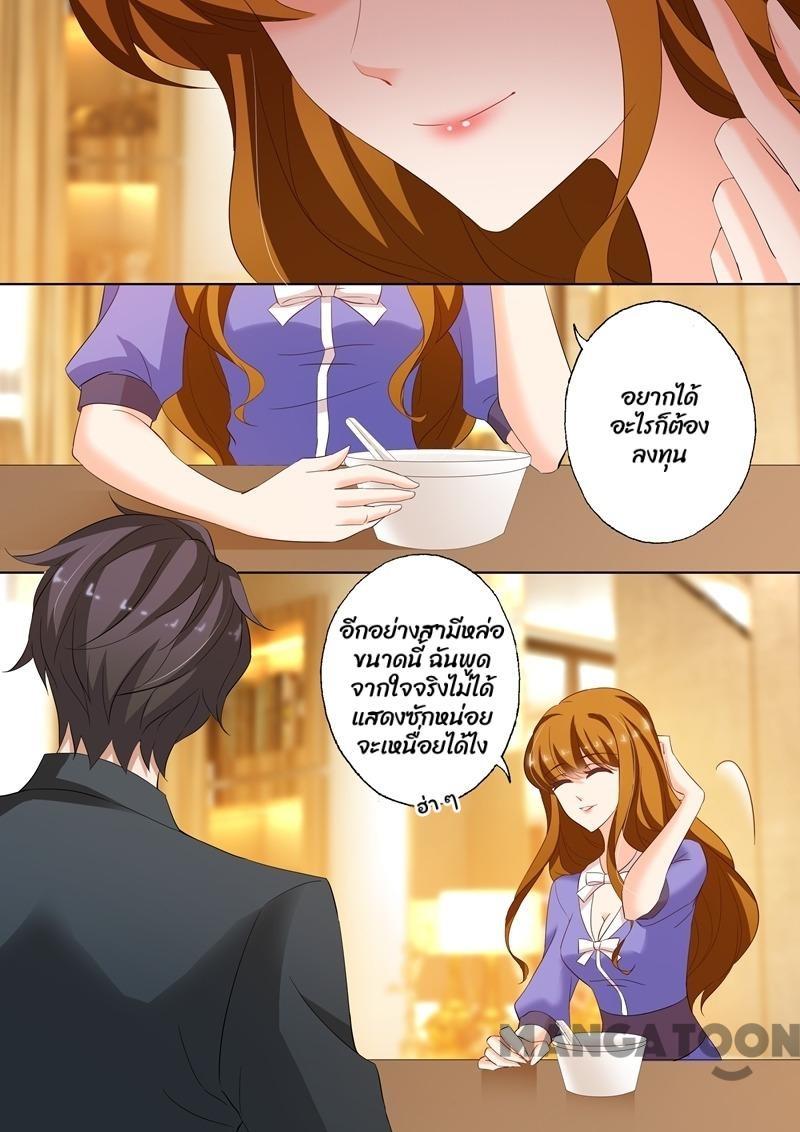 อยากได้
อะไรก็ต้อง
ลงทุน
อีกอย่างสามีหล่อ
ขนาดนี้ ฉันพูด
จากใจจริงไม่ได้
แสดงซักหน่อย
จะเหนื่อยได้ไง
ฮ่า ๆ
MANGATOON